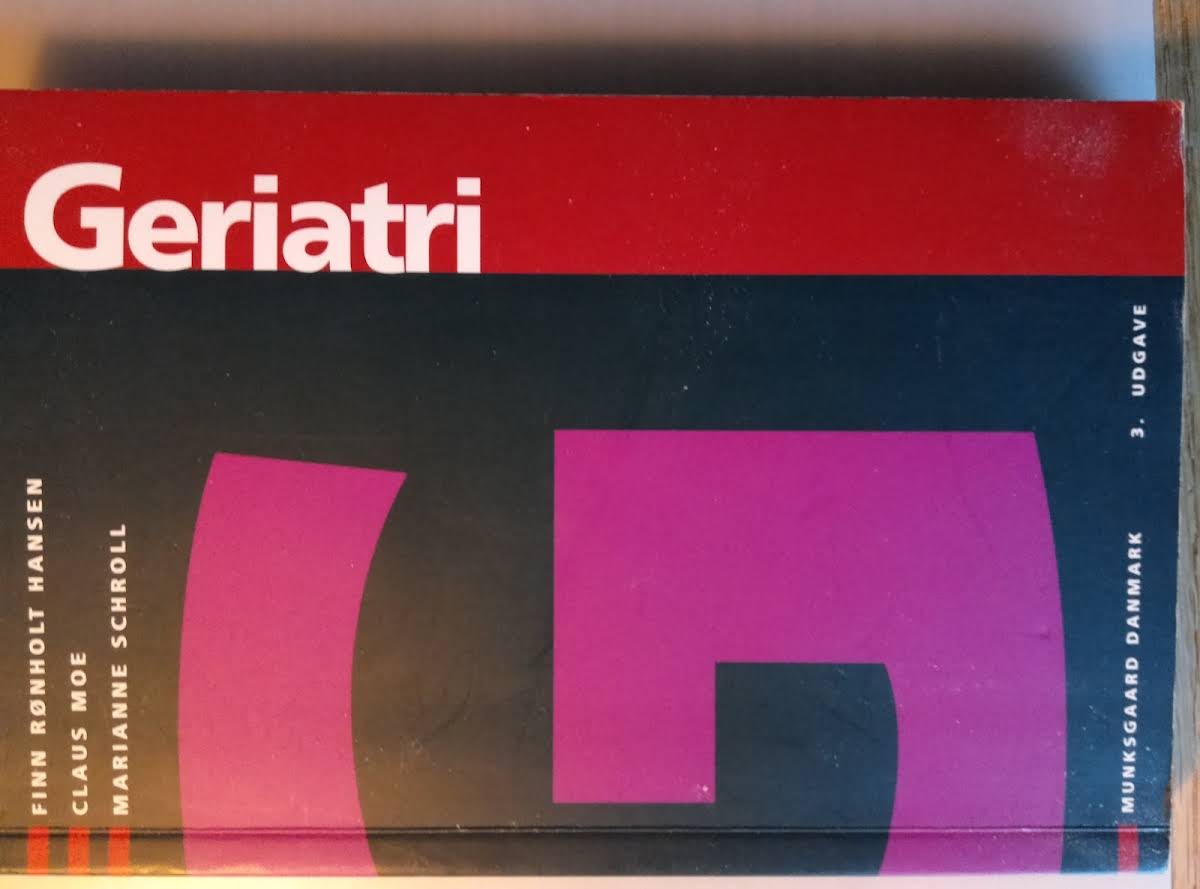 Geriatri
FINN RØNHOLT HANSEN
CLAUS MOE
MARIANNE SCHROLL
MUNKSGAARD DANMARK
3. UDGAVE